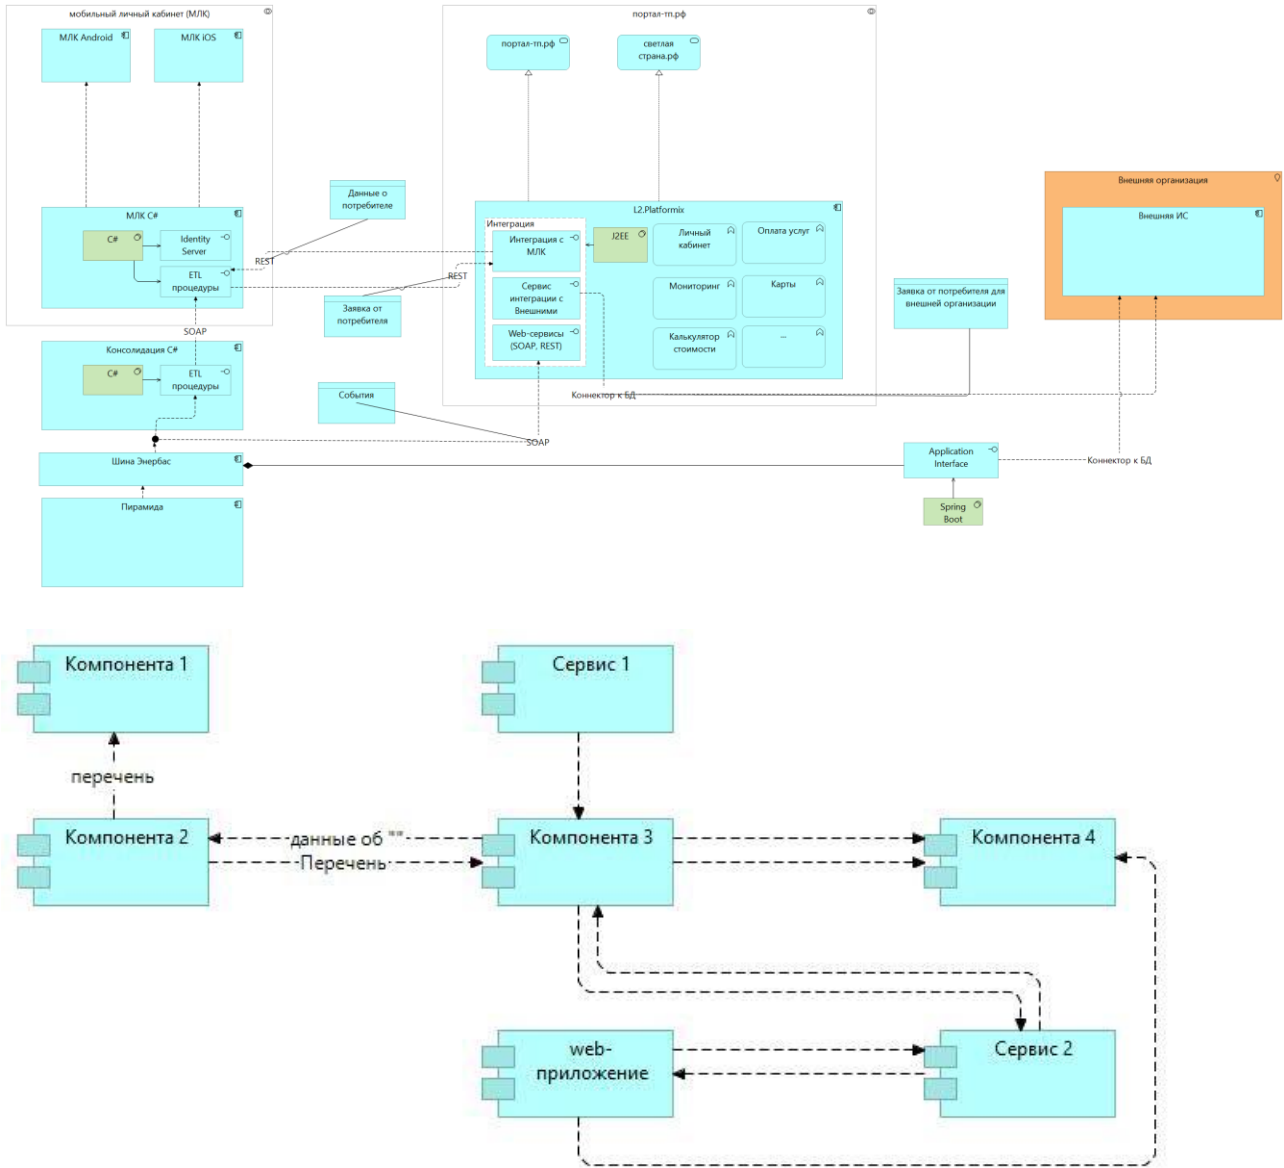 мобильный личный кабинет (МЛК)
МЛК Android
МЛК iOS
МЛК C#
C#
Identity
Server
ETL
процедуры
SOAP
Консолидация C#
C#
ETL
процедуры
Шина Энербас
Пирамида
Данные о
потребителе
REST
REST
Заявка от
потребителя
События
SOAP
портал-тп.рф
портал-тп.рф
светлая
страна.рф
L2.Platformix
Интеграция
Интеграция с
МЛК
Сервис
интеграции с
Внешними
Web-сервисы
(SOAP, REST)
J2EE
Личный
кабинет
Оплата услуг
Мониторинг
Карты
Калькулятор
стоимости
...
Коннектор к БД
Заявка от потребителя для
внешней организации
Внешняя организация
Внешняя ИС
Application
Interface
Коннектор к БД
Spring
Boot
Компонента 1
Сервис 1
перечень
Компонента 2
данные об ""
Перечень
Компонента 3
Компонента 4
web-
приложение
Сервис 2